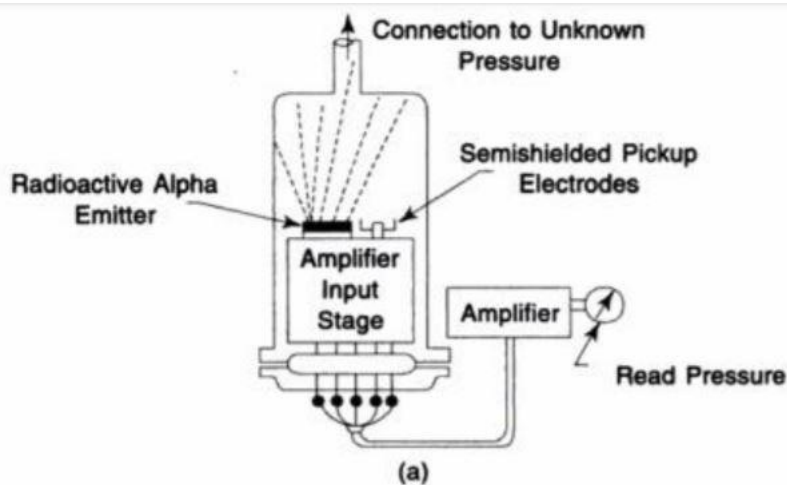 Connection to Unknown
Pressure
Semishielded Pickup
Electrodes
Radioactive Alpha
Emitter
Amplifier
Input
Stage
Amplifier
Read Pressure
(a)